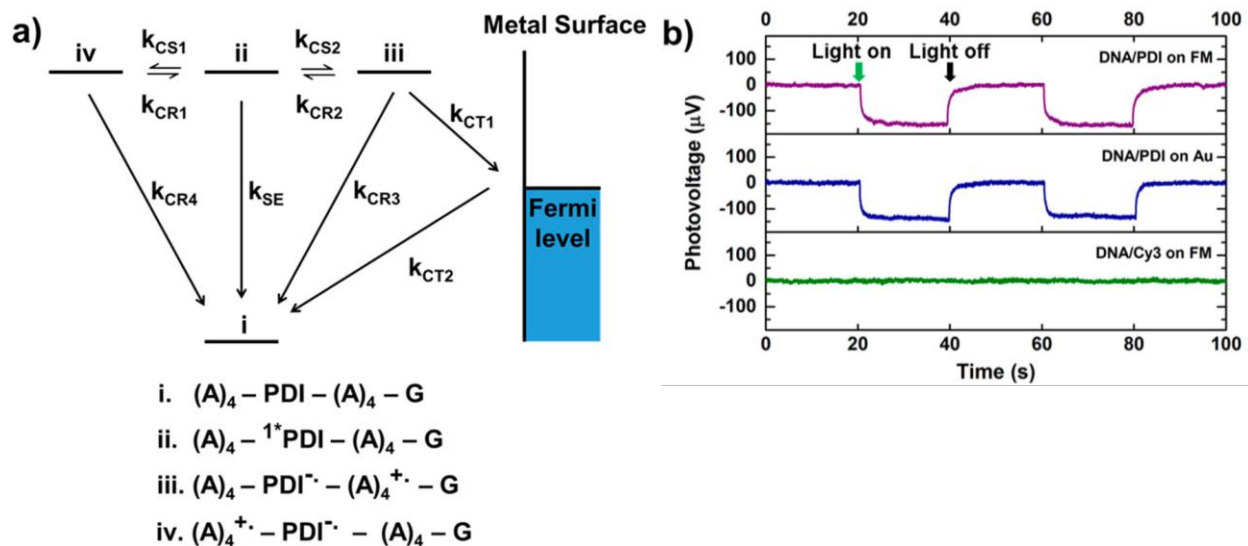 a)
Metal Surface
iv
kCS1
ii
kCS2
iii
kCR1
kCR2
kCT1
kCR4
kSE
kCR3
Fermi
level
kCT2
i
i. (A)4 – PDI – (A)4 – G
ii. (A)4 – 1*PDI – (A)4 – G
iii. (A)4 – PDI-· – (A)4+· – G
iv. (A)4+· – PDI-· – (A)4 – G
b)
0 20 40 60 80 100
Light on
Light off
DNA/PDI on FM
100
0
-100
DNA/PDI on Au
100
0
-100
DNA/Cy3 on FM
100
0
-100
Photovoltage (μV)
0 20 40 60 80 100
Time (s)